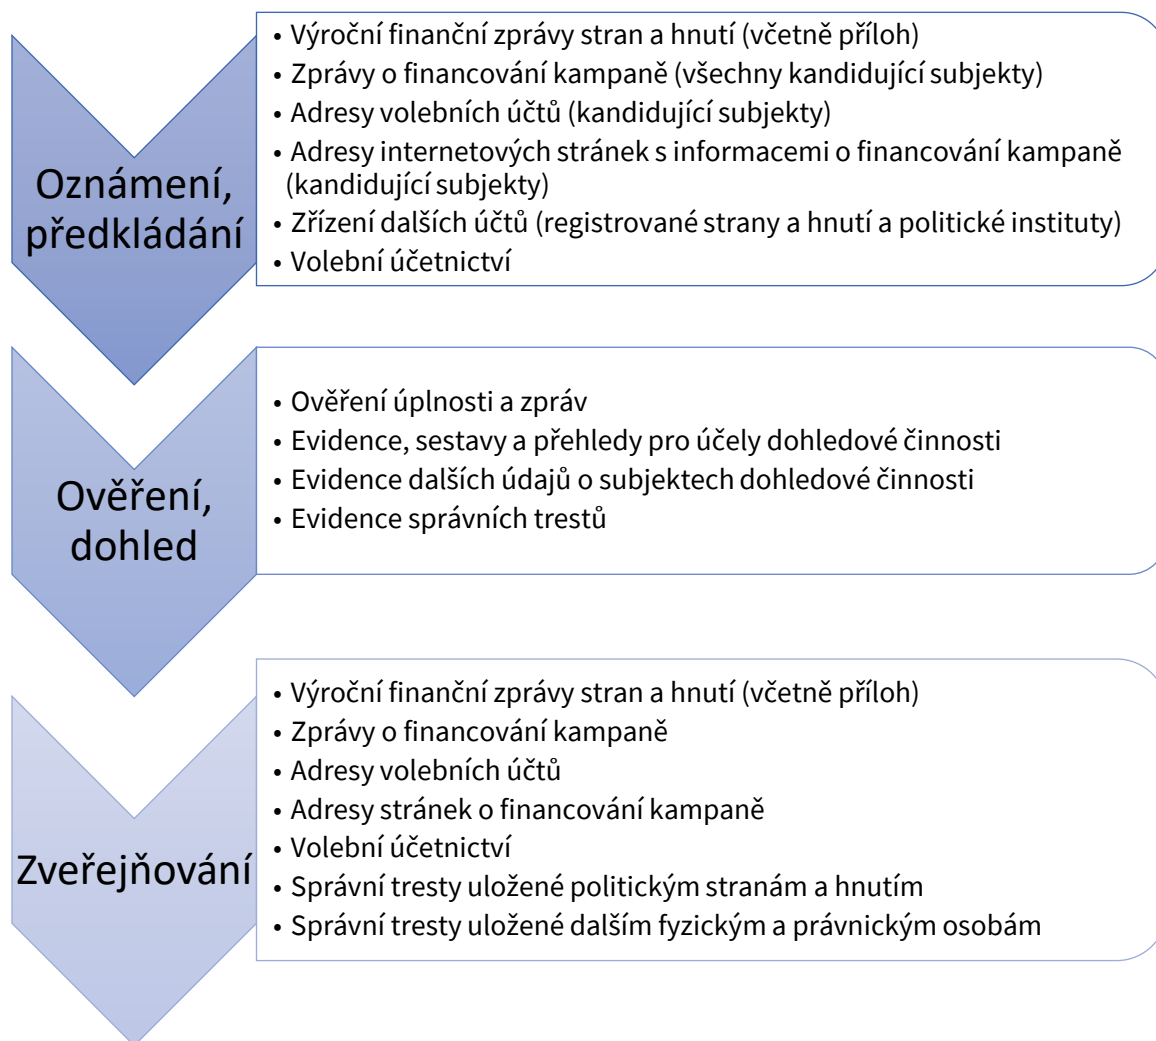 Oznámení,
předkládání
• Výroční finanční zprávy stran a hnutí (včetně příloh)
• Zprávy o financování kampaně (všechny kandidující subjekty)
• Adresy volebních účtů (kandidující subjekty)
• Adresy internetových stránek s informacemi o financování kampaně
(kandidující subjekty)
• Zřízení dalších účtů (registrované strany a hnutí a politické instituty)
• Volební účetnictví
Ověření,
dohled
• Ověření úplnosti a zpráv
• Evidence, sestavy a přehledy pro účely dohledové činnosti
• Evidence dalších údajů o subjektech dohledové činnosti
• Evidence správních trestů
Zveřejňování
• Výroční finanční zprávy stran a hnutí (včetně příloh)
• Zprávy o financování kampaně
• Adresy volebních účtů
• Adresy stránek o financování kampaně
• Volební účetnictví
• Správní tresty uložené politickým stranám a hnutím
• Správní tresty uložené dalším fyzickým a právnickým osobám